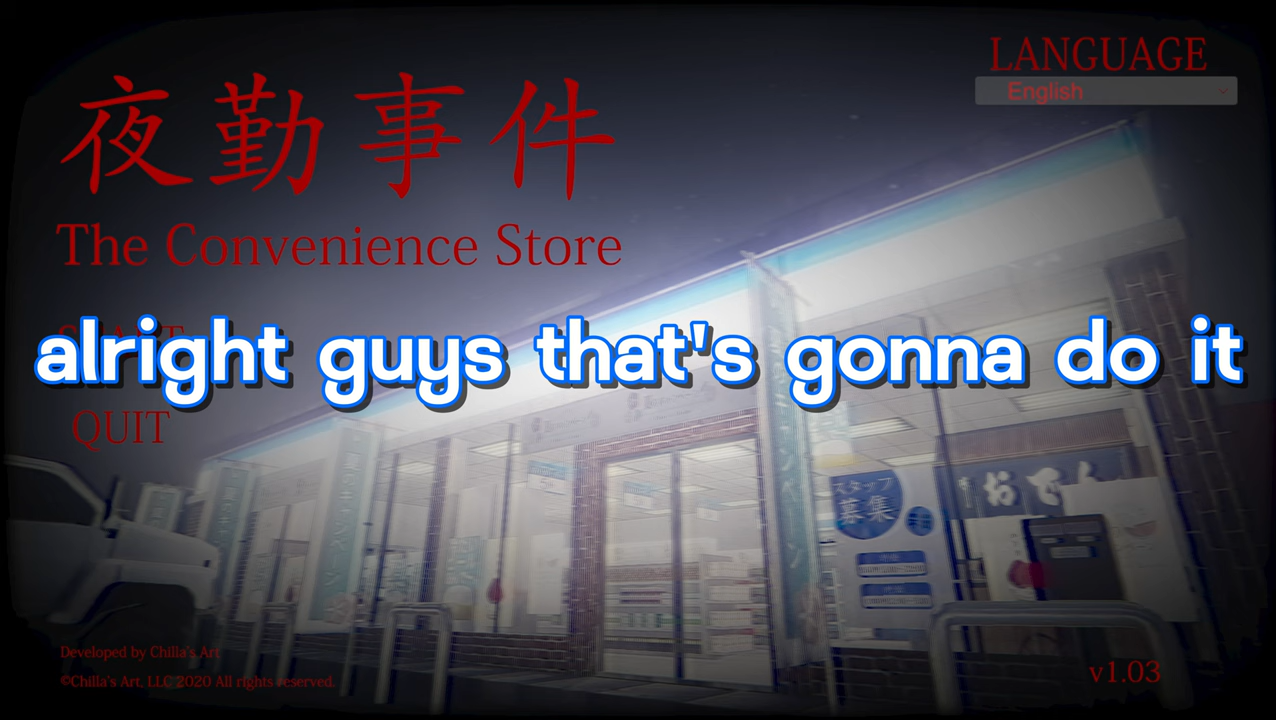 LANGUAGE
English
夜勤事件
The Convenience Store
alright guys that's gonna do it
QUIT
スタッフ
募集
おでん
Developed by Chilla's Art
©Chilla's Art, LLC 2020 All rights reserved.
v1.03